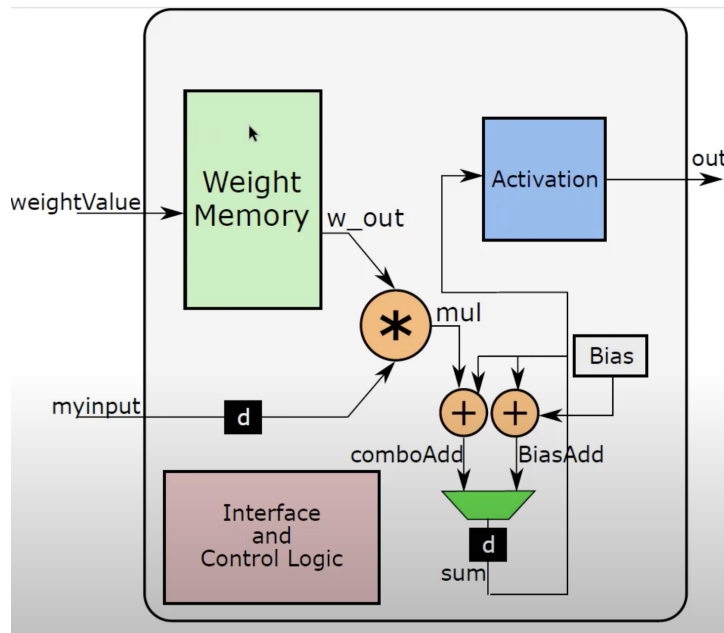 weightValue
Weight
Memory
w_out
Activation
out
*
mul
Bias
myinput
d
+
+
comboAdd
BiasAdd
Interface
and
Control Logic
d
sum